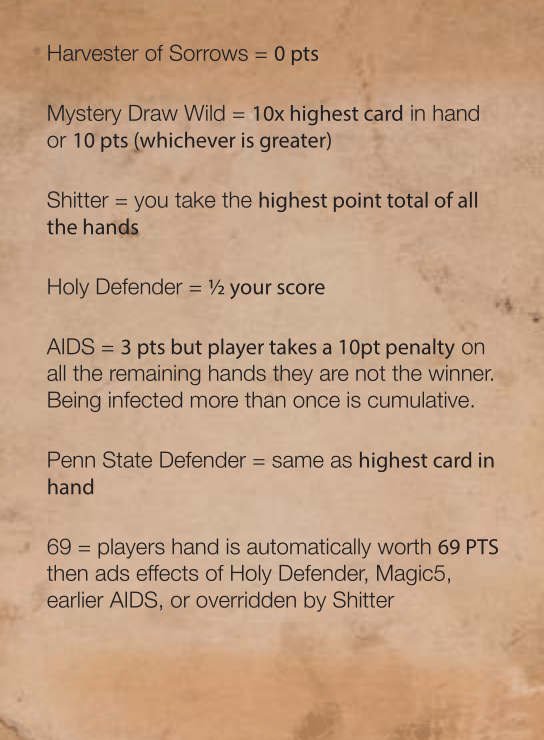 Harvester of Sorrows = 0 pts
Mystery Draw Wild = 10x highest card in hand
or 10 pts (whichever is greater)
Shitter = you take the highest point total of all
the hands
Holy Defender = ½ your score
AIDS = 3 pts but player takes a 10pt penalty on
all the remaining hands they are not the winner.
Being infected more than once is cumulative.
Penn State Defender = same as highest card in
hand
69 = players hand is automatically worth 69 PTS
then ads effects of Holy Defender, Magic5,
earlier AIDS, or overridden by Shitter